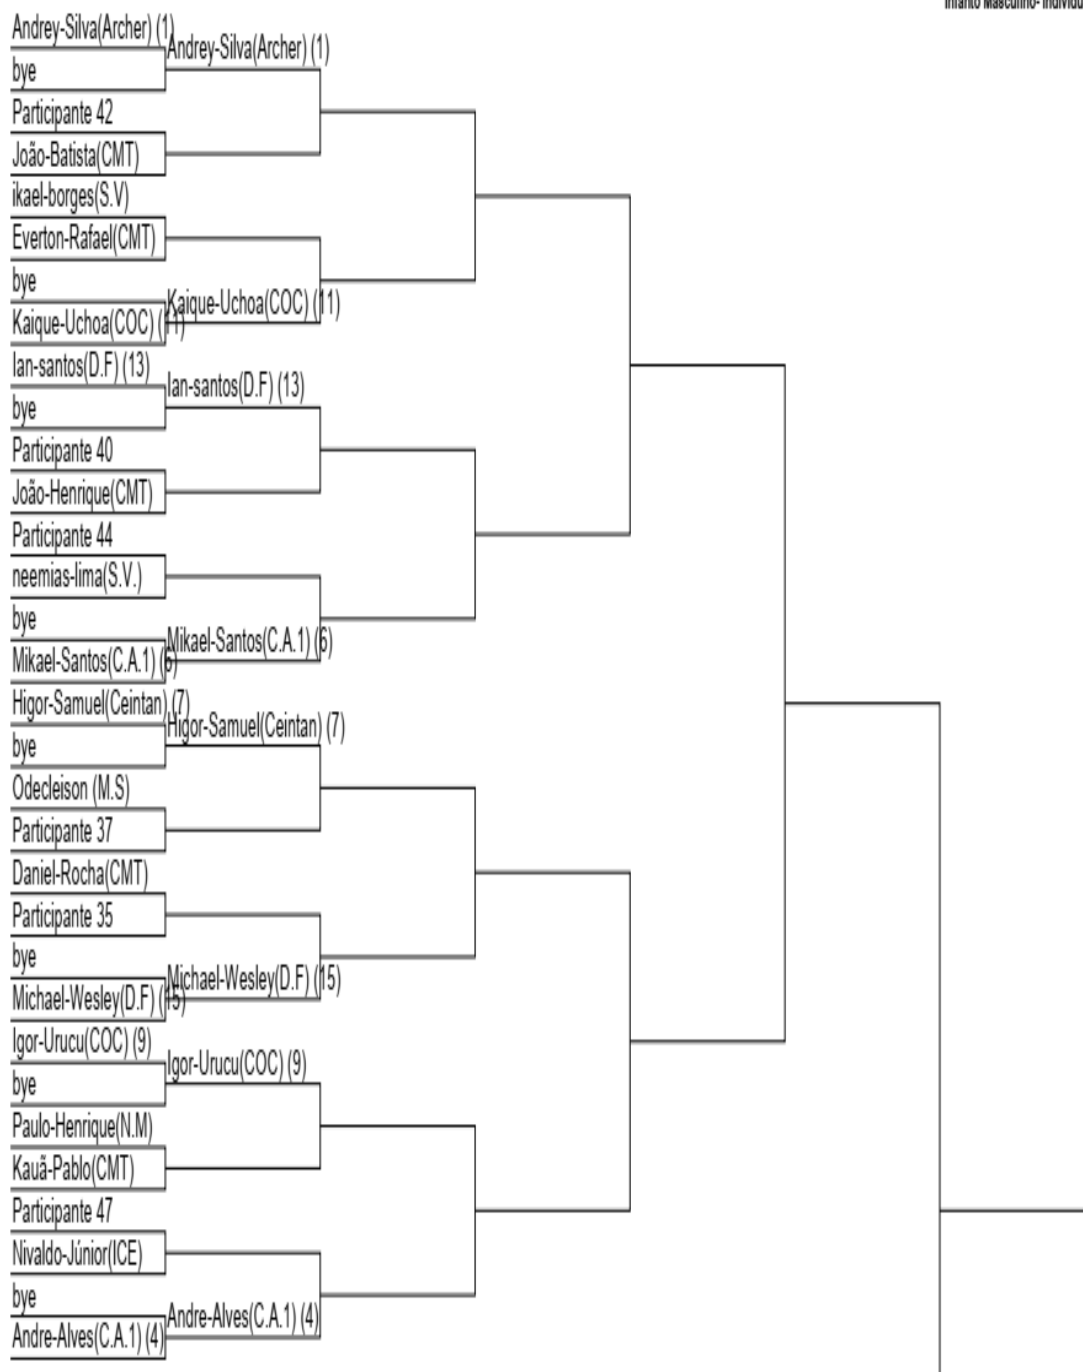 Infanto Masculino- Individu
Andrey-Silva(Archer) (1)
Andrey-Silva(Archer) (1)
bye
Participante 42
João-Batista(CMT)
ikael-borges(S.V)
Everton-Rafael(CMT)
bye
Kaique-Uchoa(COC) (11)
Kaique-Uchoa(COC) (11)
Ian-santos(D.F) (13)
Ian-santos(D.F) (13)
bye
Participante 40
João-Henrique(CMT)
Participante 44
neemias-lima(S.V.)
bye
Mikael-Santos(C.A.1) (6)
Mikael-Santos(C.A.1) (6)
Higor-Samuel(Ceintan) (7)
Higor-Samuel(Ceintan) (7)
bye
Odecleison (M.S)
Participante 37
Daniel-Rocha(CMT)
Participante 35
bye
Michael-Wesley(D.F) (15)
Michael-Wesley(D.F) (15)
Igor-Urucu(COC) (9)
Igor-Urucu(COC) (9)
bye
Paulo-Henrique(N.M)
Kauã-Pablo(CMT)
Participante 47
Nivaldo-Júnior(ICE)
bye
Andre-Alves(C.A.1) (4)
Andre-Alves(C.A.1) (4)